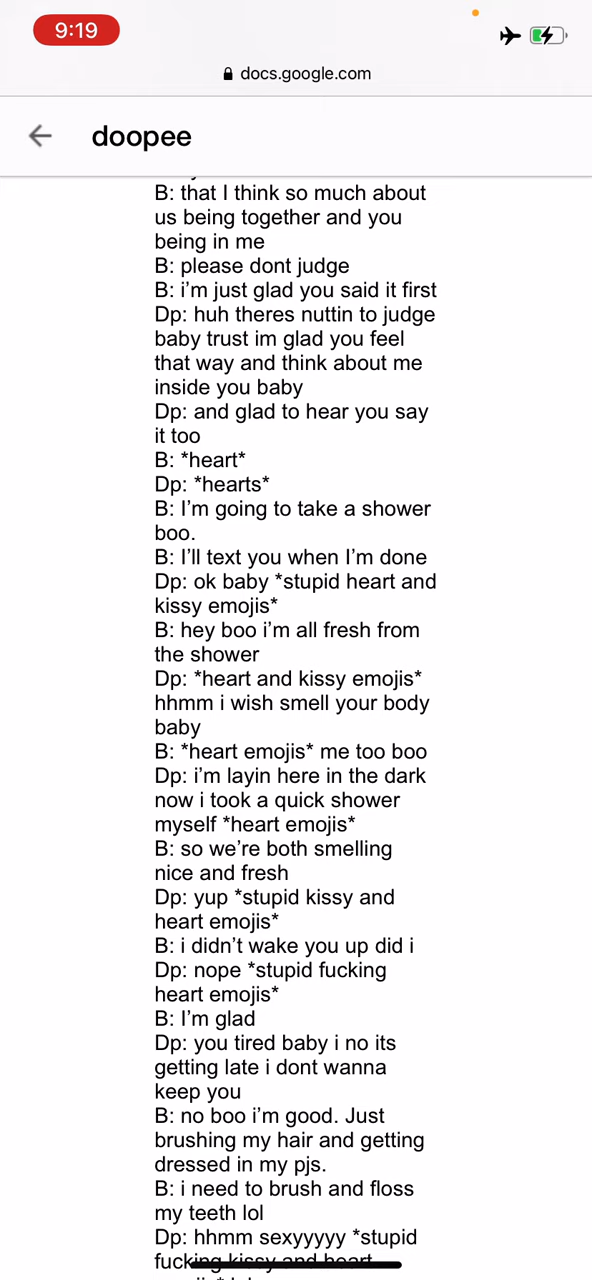 9:19
docs.google.com
doopee
B: that I think so much about
us being together and you
being in me
B: please dont judge
B: i’m just glad you said it first
Dp: huh theres nuttin to judge
baby trust im glad you feel
that way and think about me
inside you baby
Dp: and glad to hear you say
it too
B: *heart*
Dp: *hearts*
B: I’m going to take a shower
boo.
B: I’ll text you when I’m done
Dp: ok baby *stupid heart and
kissy emojis*
B: hey boo i’m all fresh from
the shower
Dp: *heart and kissy emojis*
hhmm i wish smell your body
baby
B: *heart emojis* me too boo
Dp: i’m layin here in the dark
now i took a quick shower
myself *heart emojis*
B: so we’re both smelling
nice and fresh
Dp: yup *stupid kissy and
heart emojis*
B: i didn’t wake you up did i
Dp: nope *stupid fucking
heart emojis*
B: I’m glad
Dp: you tired baby i no its
getting late i dont wanna
keep you
B: no boo i’m good. Just
brushing my hair and getting
dressed in my pjs.
B: i need to brush and floss
my teeth lol
Dp: hhmm sexyyyyy *stupid
fucking kissy and heart